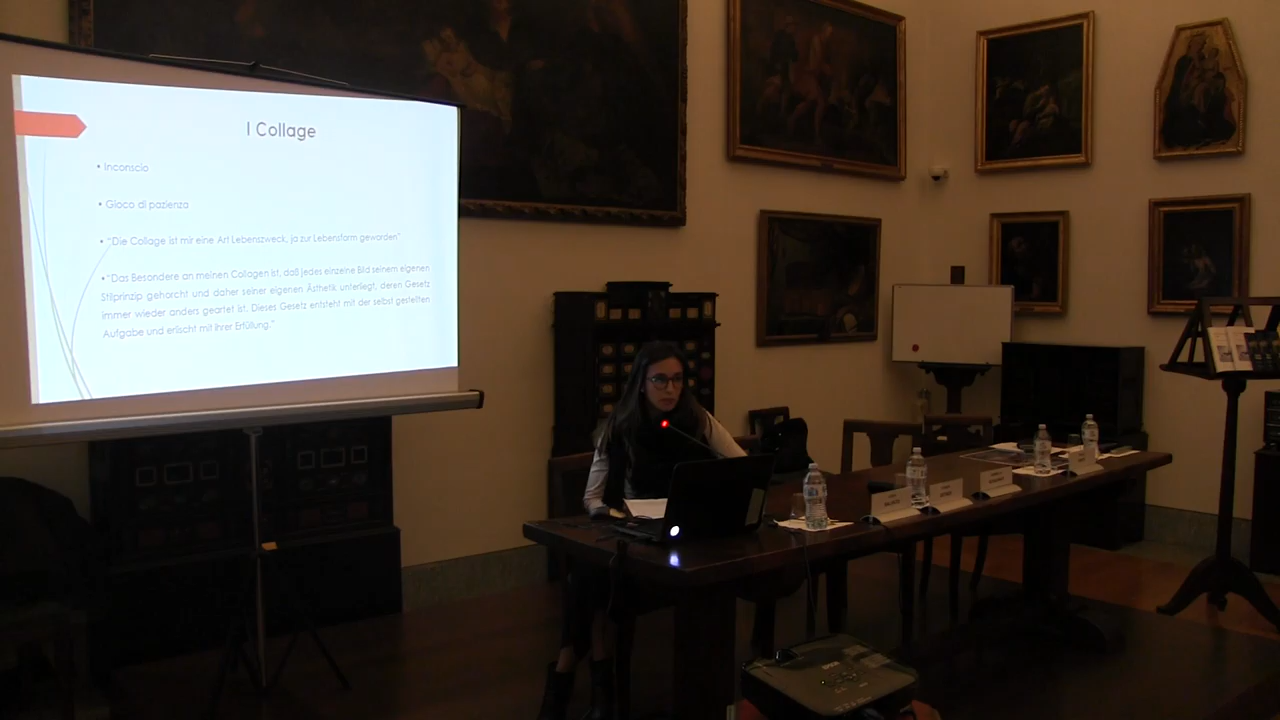 I Collage
• Inconscio
• Gioco di pazienza
• "Die Collage ist mir eine Art Lebenszweck, ja zur Lebensform geworden"
•"Das Besondere an meinen Collagen ist, daß jedes einzelne Bild seinem eigenen
Stilprinzip gehorcht und daher seiner eigenen Ästhetik unterliegt, deren Gesetz
immer wieder anders geartet ist. Dieses Gesetz entsteht mit der selbst gestellten
Aufgabe und erlischt mit ihrer Erfüllung."